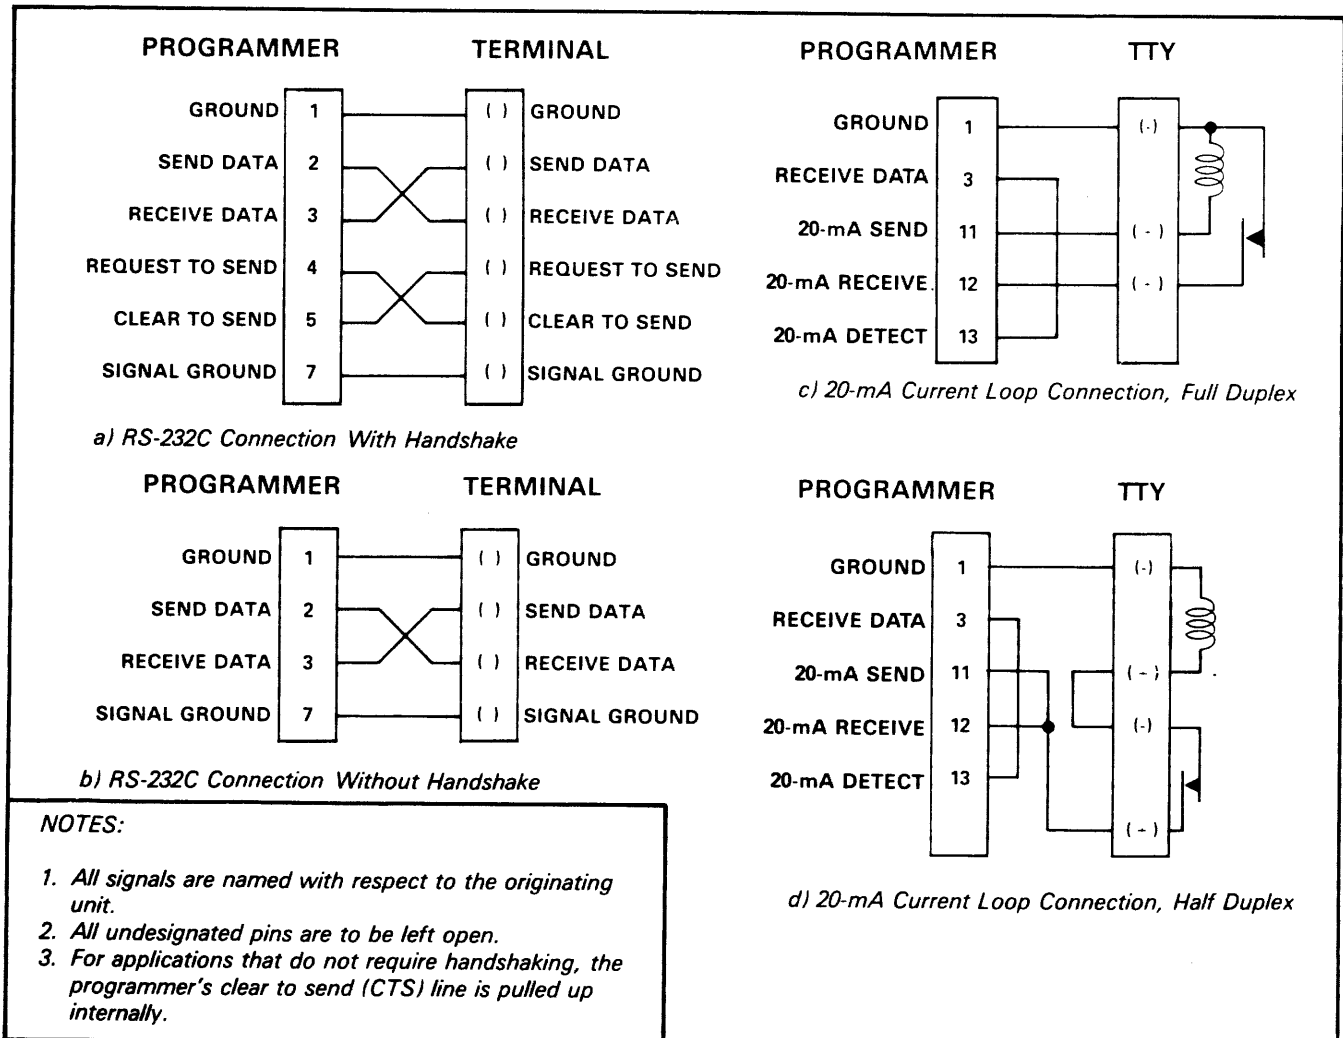 PROGRAMMER TERMINAL
GROUND 1 ( ) GROUND
SEND DATA 2 ( ) SEND DATA
RECEIVE DATA 3 ( ) RECEIVE DATA
REQUEST TO SEND 4 ( ) REQUEST TO SEND
CLEAR TO SEND 5 ( ) CLEAR TO SEND
SIGNAL GROUND 7 ( ) SIGNAL GROUND
a) RS-232C Connection With Handshake
PROGRAMMER TERMINAL
GROUND 1 ( ) GROUND
SEND DATA 2 ( ) SEND DATA
RECEIVE DATA 3 ( ) RECEIVE DATA
SIGNAL GROUND 7 ( ) SIGNAL GROUND
b) RS-232C Connection Without Handshake
NOTES:
1. All signals are named with respect to the originating
unit.
2. All undesignated pins are to be left open.
3. For applications that do not require handshaking, the
programmer's clear to send (CTS) line is pulled up
internally.
PROGRAMMER TTY
GROUND 1 (-)
RECEIVE DATA 3
20-mA SEND 11
20-mA RECEIVE 12
20-mA DETECT 13
c) 20-mA Current Loop Connection, Full Duplex
PROGRAMMER TTY
GROUND 1 (-)
RECEIVE DATA 3
20-mA SEND 11
20-mA RECEIVE 12 (-)
20-mA DETECT 13
d) 20-mA Current Loop Connection, Half Duplex